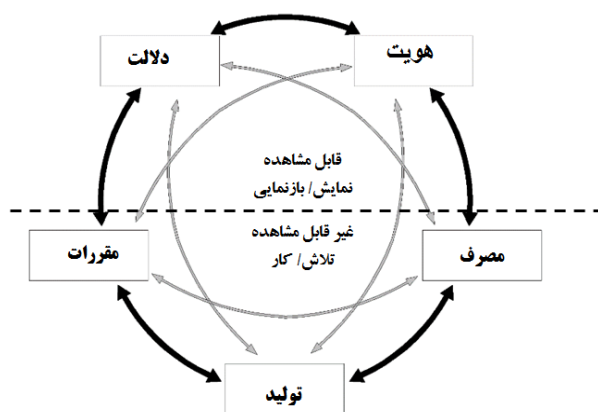 هویت
دلالت
قابل مشاهده
نمایش/ بازنمایی
غیر قابل مشاهده
تلاش/ کار
مصرف
مقررات
تولید